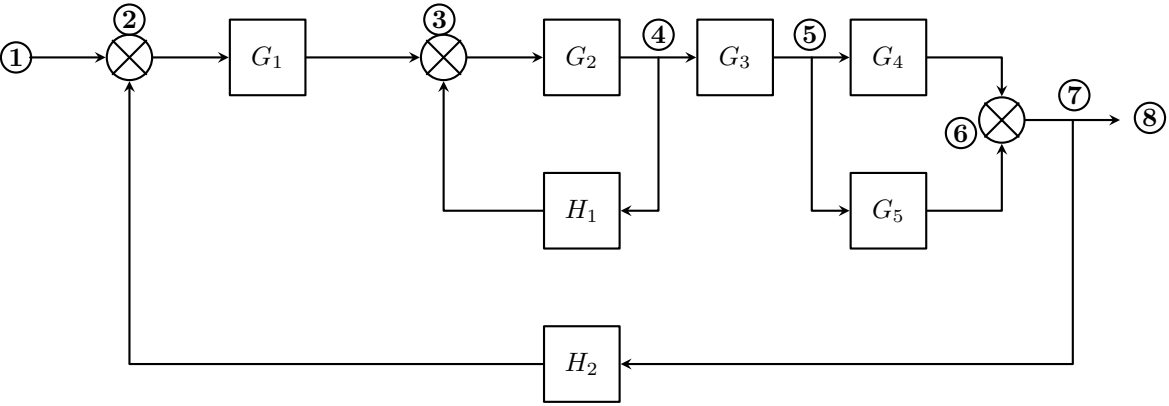 ② ③ ④ ⑤
① G₁ G₂ G₃ G₄
⑦
⑥ ⑧
H₁ G₅
H₂